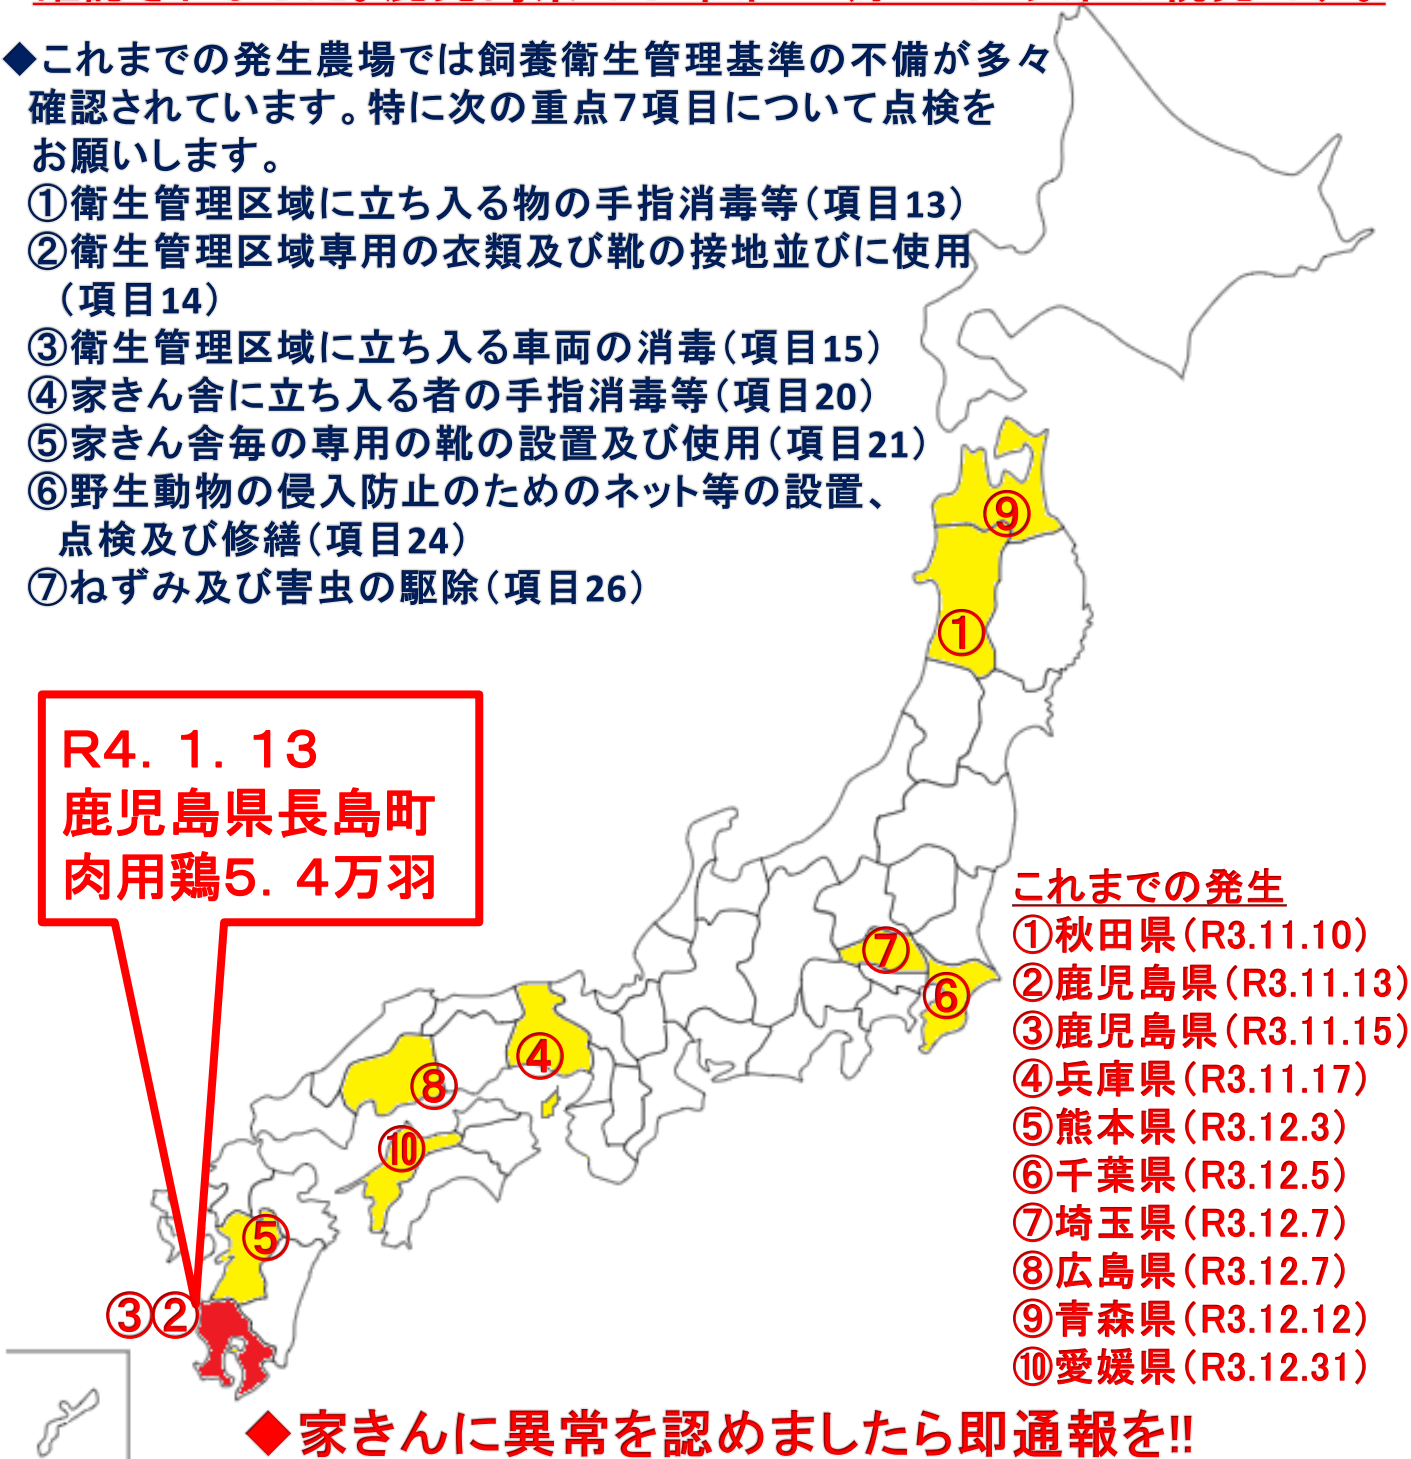 ◆これまでの発生農場では飼養衛生管理基準の不備が多々
確認されています。特に次の重点７項目について点検を
お願いします。
①衛生管理区域に立ち入る物の手指消毒等（項目13）
②衛生管理区域専用の衣類及び靴の接地並びに使用
（項目14）
③衛生管理区域に立ち入る車両の消毒（項目15）
④家きん舎に立ち入る者の手指消毒等（項目20）
⑤家きん舎毎の専用の靴の設置及び使用（項目21）
⑥野生動物の侵入防止のためのネット等の設置、
点検及び修繕（項目24）
⑦ねずみ及び害虫の駆除（項目26）
R4．１．１３
鹿児島県長島町
肉用鶏５．４万羽
⑨
①
⑦
⑥
④
⑧
⑩
⑤
③②
これまでの発生
①秋田県（R3.11.10）
②鹿児島県（R3.11.13）
③鹿児島県（R3.11.15）
④兵庫県（R3.11.17）
⑤熊本県（R3.12.3）
⑥千葉県（R3.12.5）
⑦埼玉県（R3.12.7）
⑧広島県（R3.12.7）
⑨青森県（R3.12.12）
⑩愛媛県（R3.12.31）
◆家きんに異常を認めましたら即通報を!!